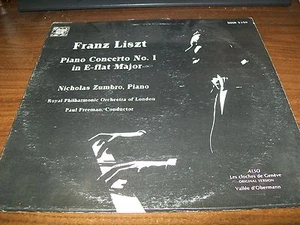 Franz Liszt
Piano Concerto No. 1
in E-flat Major
Nicholas Zumbro, Piano
Royal Philharmonic Orchestra of London
Paul Freeman/Conductor
ALSO
Les cloches de Genève
ORIGINAL VERSION
Vallée d'Obermann